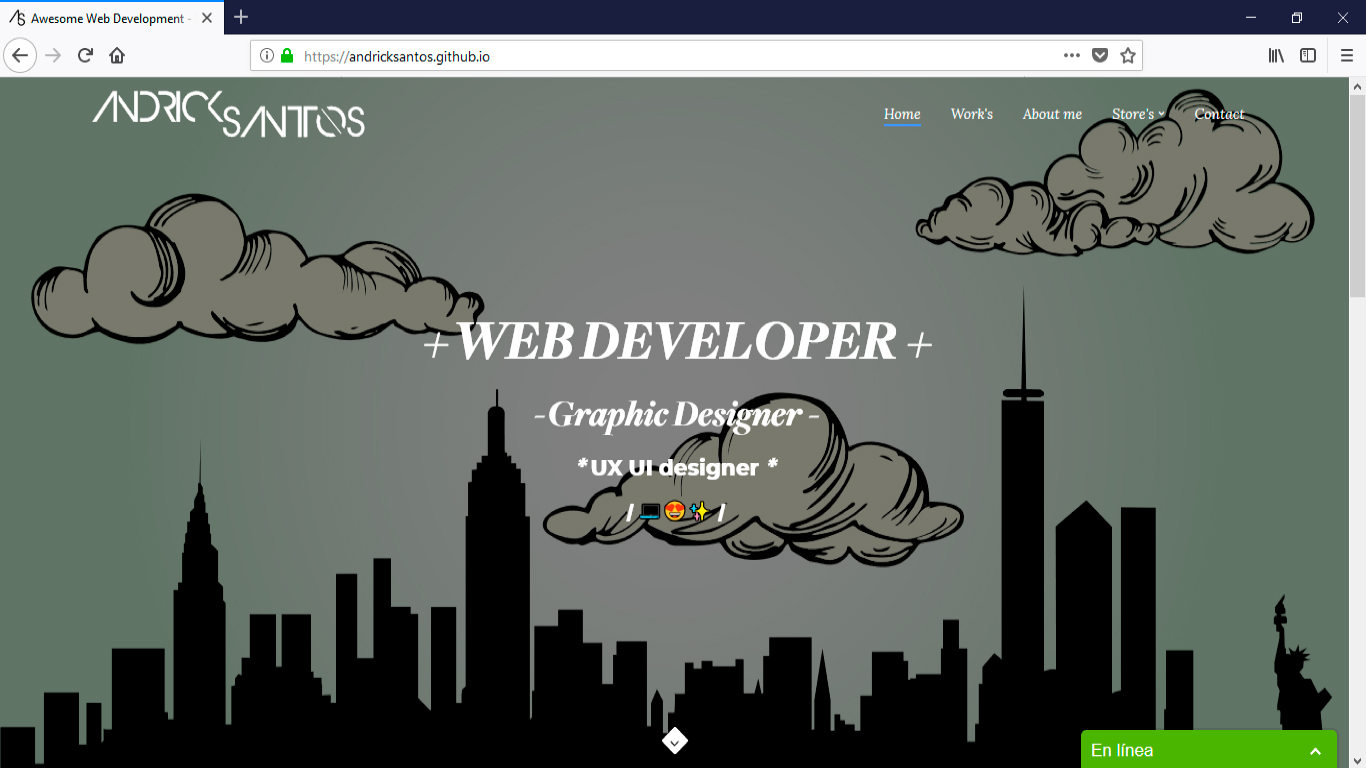 Awesome Web Development -
https://andricksantos.github.io
ANDRICK SANTOS
Home Work's About me Store's Contact
+ WEB DEVELOPER +
- Graphic Designer -
* UX UI designer *
/ 💻😍✨ /
En línea